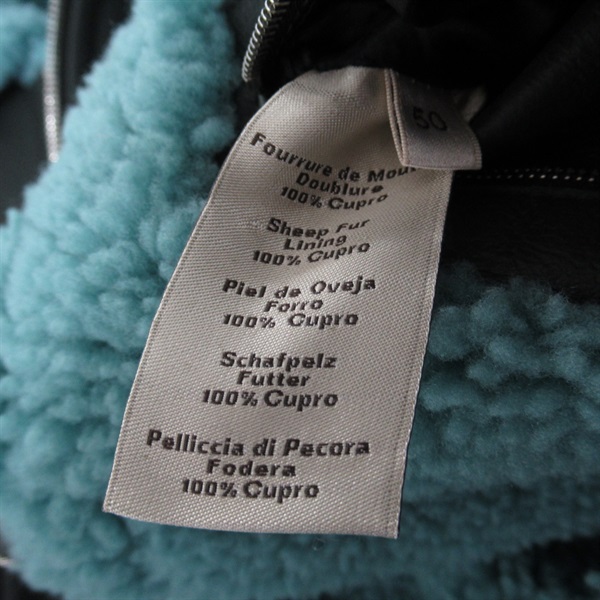 50
Fourrure de
Doublure
100% Cupro
Sheep Fur
Lining
100% Cupro
Piel de Oveja
Forro
100% Cupro
Schafpelz
Futter
100% Cupro
Pelliccia di Pecora
Fodera
100% Cupro